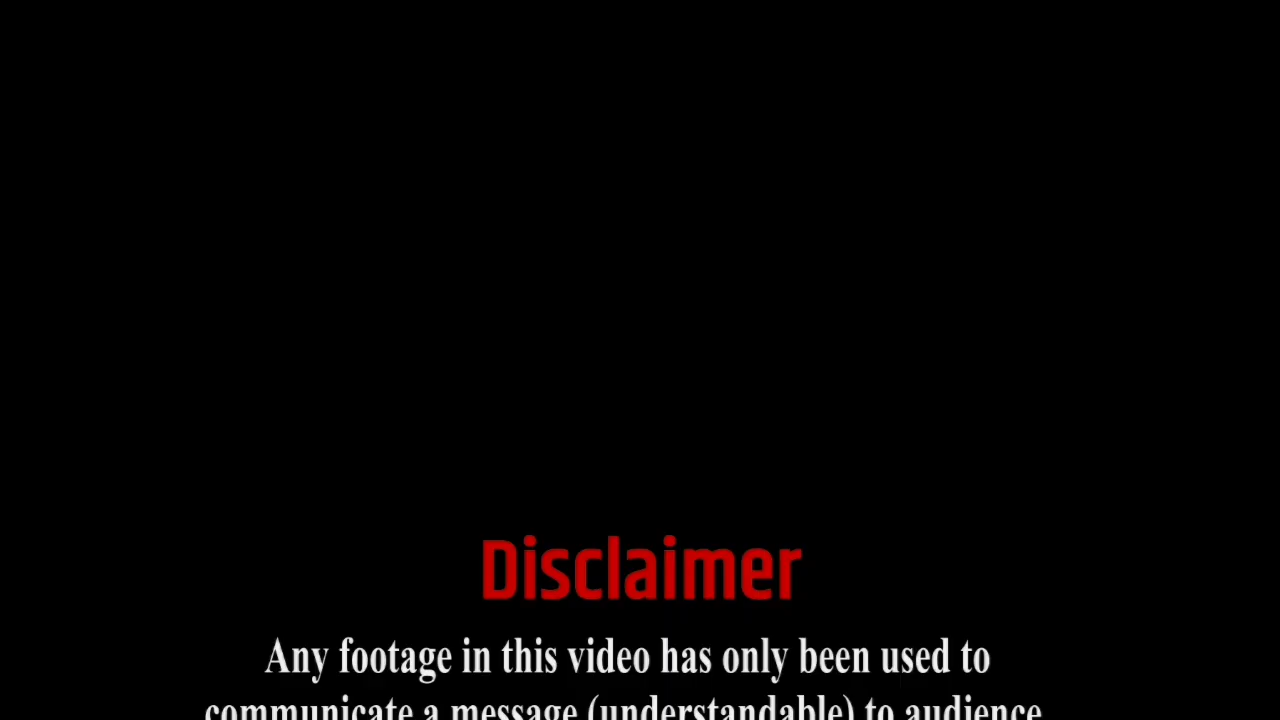 Disclaimer
Any footage in this video has only been used to
communicate a message (understandable) to audience